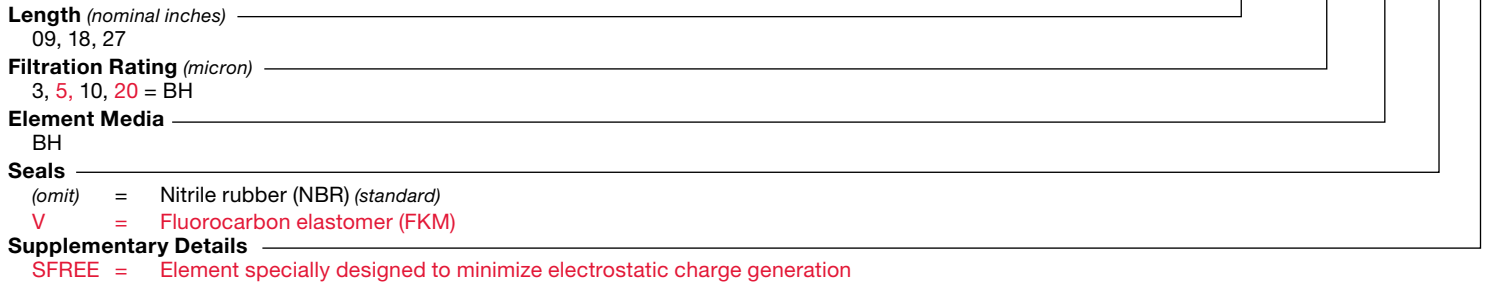 Length (nominal inches)
09, 18, 27
Filtration Rating (micron)
3, 5, 10, 20 = BH
Element Media
BH
Seals
(omit) = Nitrile rubber (NBR) (standard)
V = Fluorocarbon elastomer (FKM)
Supplementary Details
SFREE = Element specially designed to minimize electrostatic charge generation